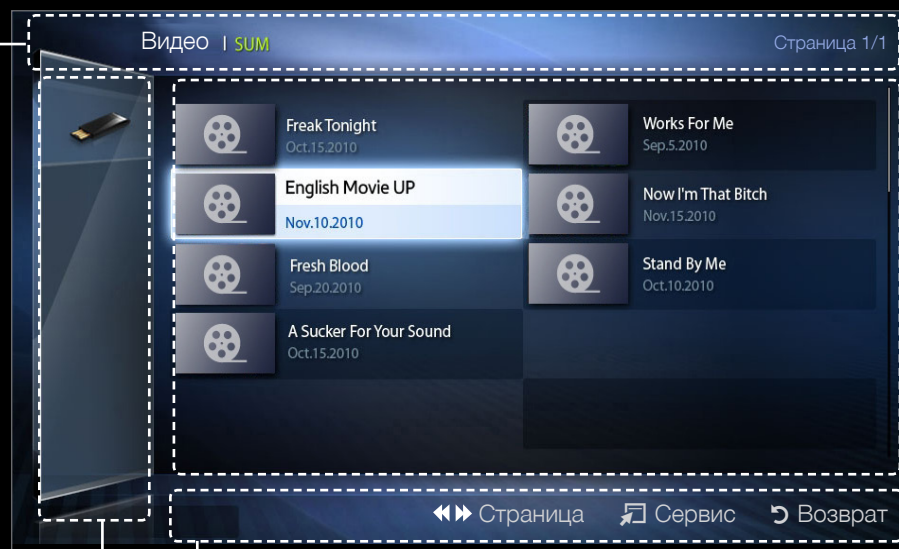 Видео | SUM
Страница 1/1
Freak Tonight
Oct.15.2010
English Movie UP
Nov.10.2010
Fresh Blood
Sep.20.2010
A Sucker For Your Sound
Oct.15.2010
Works For Me
Sep.5.2010
Now I'm That Bitch
Nov.15.2010
Stand By Me
Oct.10.2010
Страница Сервис Возврат